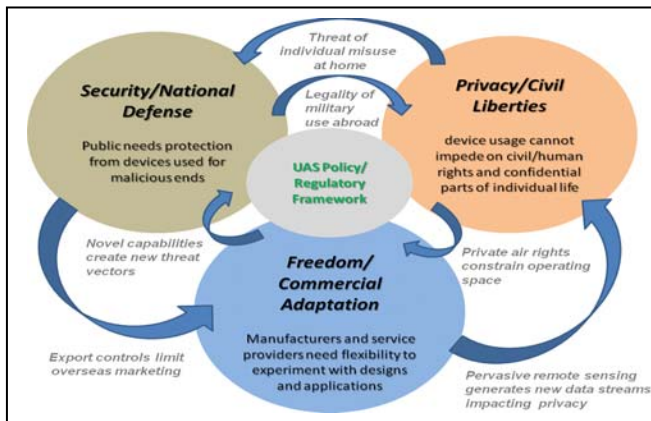 Threat of
individual misuse
at home
Security/National
Defense
Public needs protection
from devices used for
malicious ends
Legality of
military
use abroad
Privacy/Civil
Liberties
device usage cannot
impede on civil/human
rights and confidential
parts of individual life
UAS Policy/
Regulatory
Framework
Novel capabilities
create new threat
vectors
Private air rights
constrain operating
space
Freedom/
Commercial
Adaptation
Manufacturers and service
providers need flexibility to
experiment with designs
and applications
Export controls limit
overseas marketing
Pervasive remote sensing
generates new data streams
impacting privacy